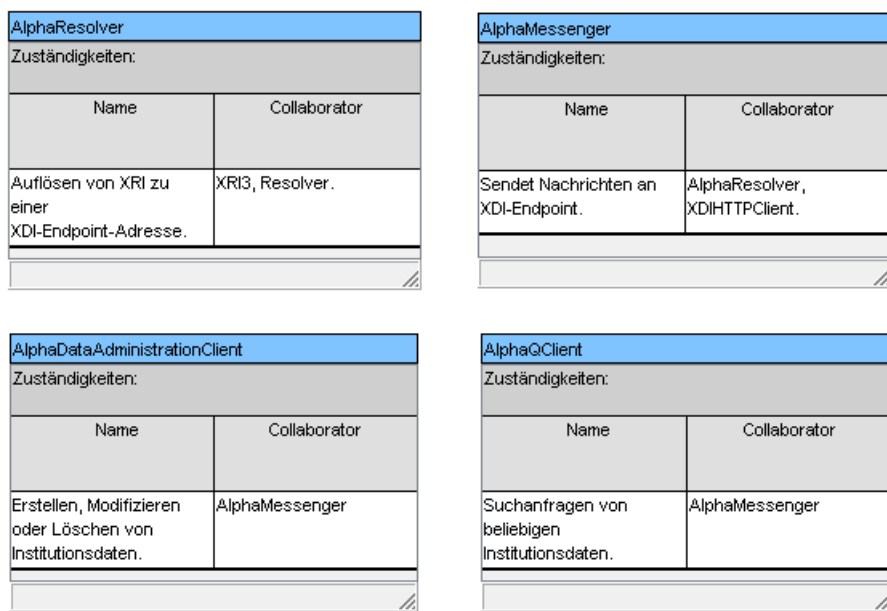 AlphaResolver
Zuständigkeiten:
Name
Collaborator
Auflösen von XRI zu
einer
XDI-Endpoint-Adresse.
XRI3, Resolver.
AlphaMessenger
Zuständigkeiten:
Name
Collaborator
Sendet Nachrichten an
XDI-Endpoint.
AlphaResolver,
XDIHTTPClient.
AlphaDataAdministrationClient
Zuständigkeiten:
Name
Collaborator
Erstellen, Modifizieren
oder Löschen von
Institutionsdaten.
AlphaMessenger
AlphaQClient
Zuständigkeiten:
Name
Collaborator
Suchanfragen von
beliebigen
Institutionsdaten.
AlphaMessenger